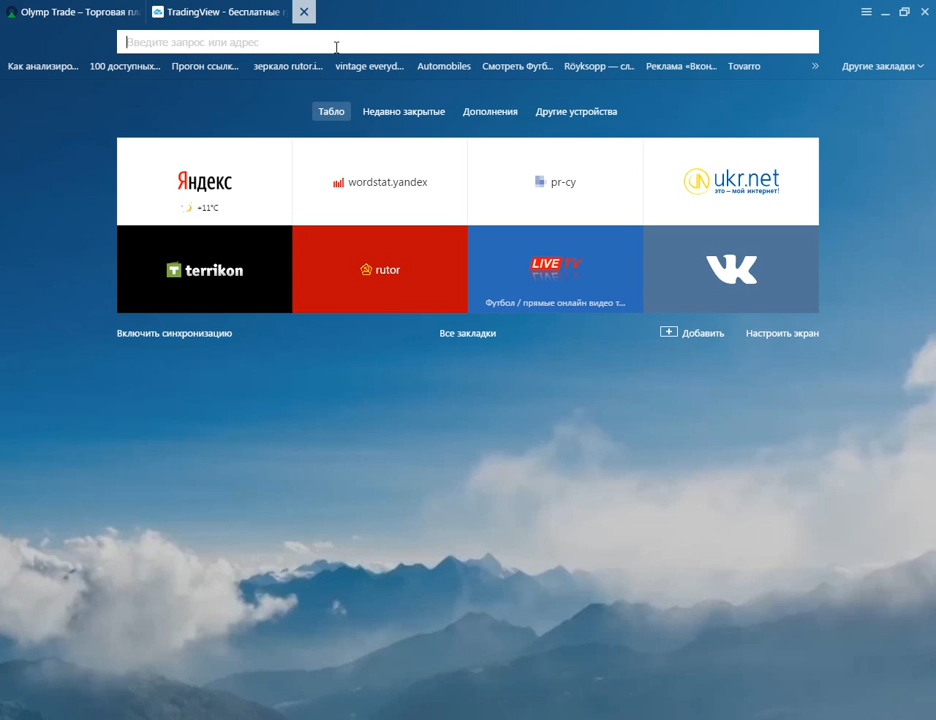 Olymp Trade – Торговая пл
TradingView - бесплатные
Введите запрос или адрес
Как анализиро...
100 доступных...
Прогон ссылк...
зеркало rutor.i...
vintage everyd...
Automobiles
Смотреть Футб...
Röyksopp — сл..
Реклама «Вкон...
Tovarro
»
Другие закладки
Табло
Недавно закрытые
Дополнения
Другие устройства
Яндекс
+11°C
wordstat.yandex
pr-cy
ukr.net
это – мой интернет!
terrikon
rutor
LIVETV
Футбол / прямые онлайн видео т...
VK
Включить синхронизацию
Все закладки
Добавить
Настроить экран